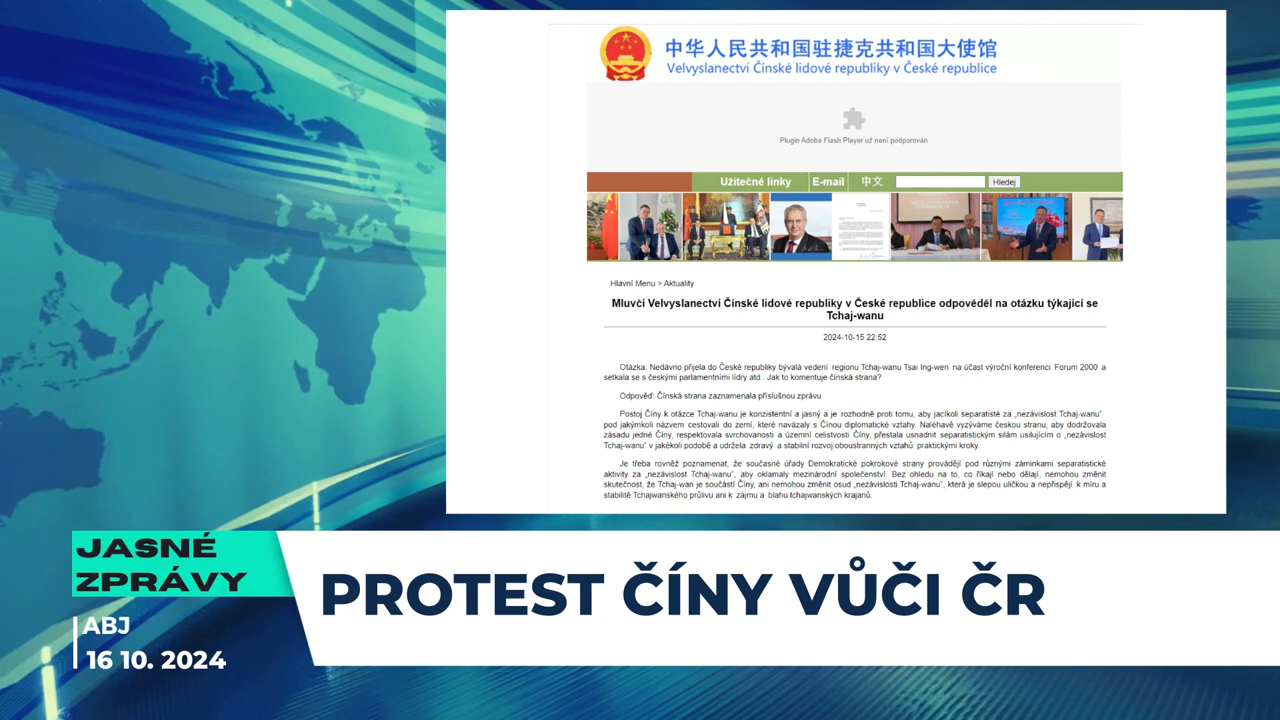 中华人民共和国驻捷克共和国大使馆
Velvyslanectví Čínské lidové republiky v České republice
Plugin Adobe Flash Player už není podporován
Užitečné linky E-mail 中文 Hledej
Hlavní Menu > Aktuality
Mluvčí Velvyslanectví Čínské lidové republiky v České republice odpověděl na otázku týkající se
Tchaj-wanu
2024-10-15 22:52
Otázka: Nedávno přijela do České republiky bývalá vedení regionu Tchaj-wanu Tsai Ing-wen na účast výroční konferenci Forum 2000 a
setkala se s českými parlamentními lídry atd. Jak to komentuje čínská strana?
Odpověď: Čínská strana zaznamenala příslušnou zprávu.
Postoj Číny k otázce Tchaj-wanu je konzistentní a jasný a je rozhodně proti tomu, aby jacíkoli separatisté za „nezávislost Tchaj-wanu“
pod jakýmkoli názvem cestovali do zemí, které navázaly s Čínou diplomatické vztahy. Naléhavě vyzýváme českou stranu, aby dodržovala
zásadu jedné Číny, respektovala svrchovanosti a územní celistvosti Číny, přestala usnadnit separatistickým silám usilujícím o „nezávislost
Tchaj-wanu“ v jakékoli podobě a udržela zdravý a stabilní rozvoj oboustranných vztahů praktickými kroky.
Je třeba rovněž poznamenat, že současné úřady Demokratické pokrokové strany provádějí pod různými záminkami separatistické
aktivity za „nezávislost Tchaj-wanu“, aby oklamaly mezinárodní společenství. Bez ohledu na to, co říkají nebo dělají, nemohou změnit
skutečnost, že Tchaj-wan je součástí Číny, ani nemohou změnit osud „nezávislosti Tchaj-wanu“, která je slepou uličkou a nepřispějí k míru a
stabilitě Tchajwanského průlivu ani k zájmu a blahu tchajwanských krajanů.
JASNÉ
ZPRÁVY
PROTEST ČÍNY VŮČI ČR
ABJ
16 10. 2024